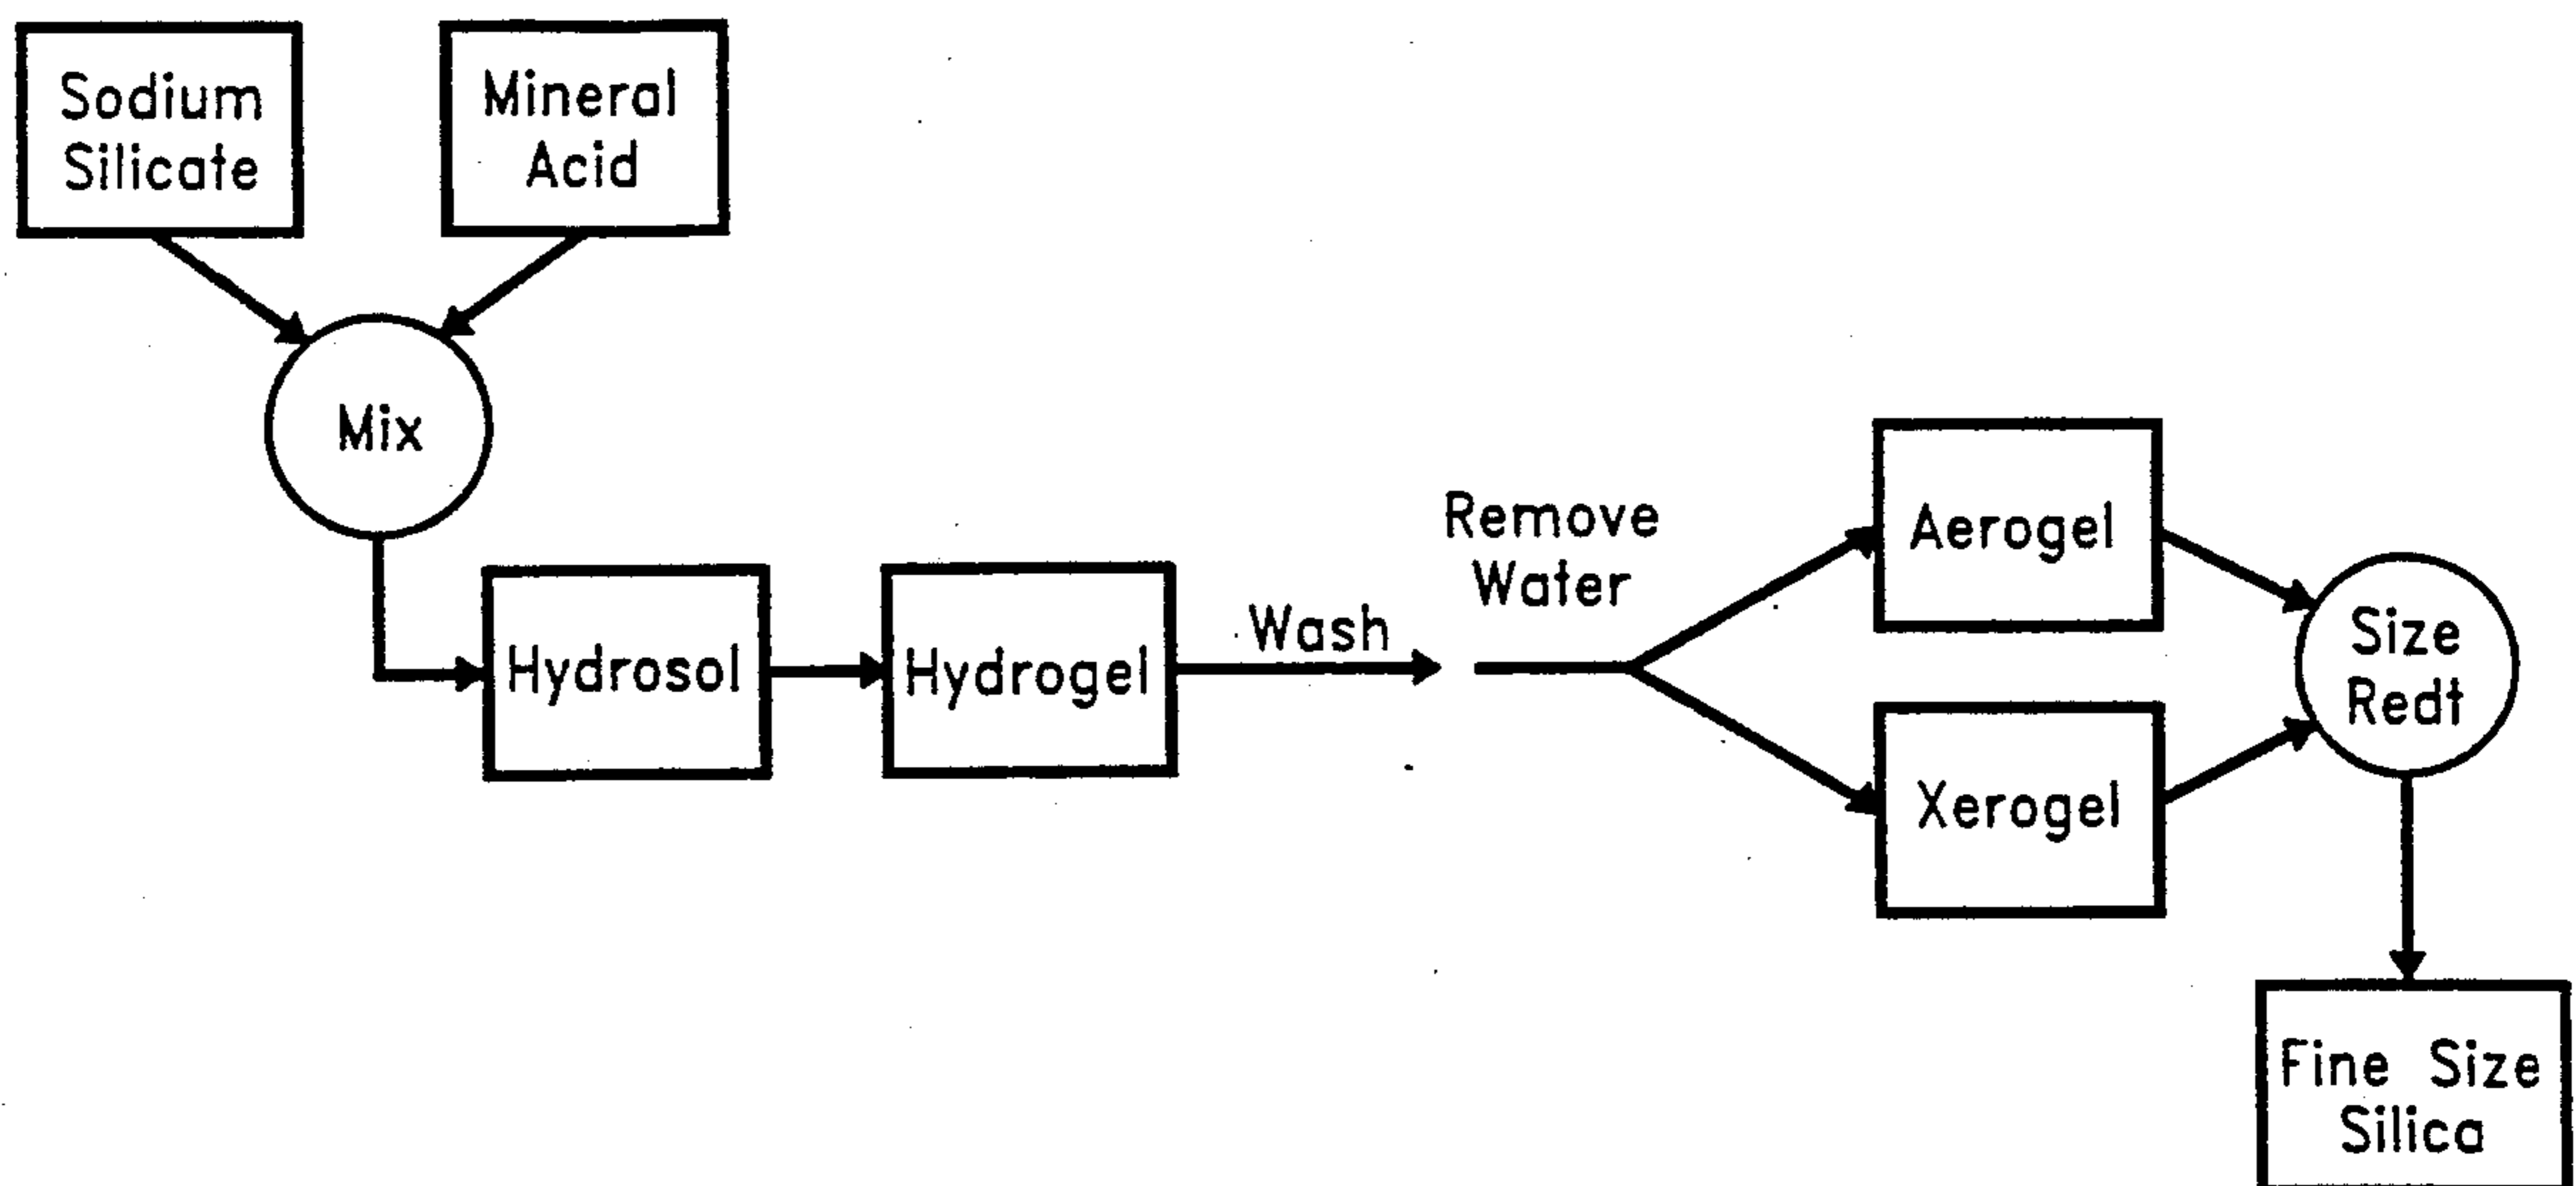 Sodium
Silicate
Mineral
Acid
Mix
Hydrosol
Hydrogel
Wash
Remove
Water
Aerogel
Xerogel
Size
Redt
Fine Size
Silica